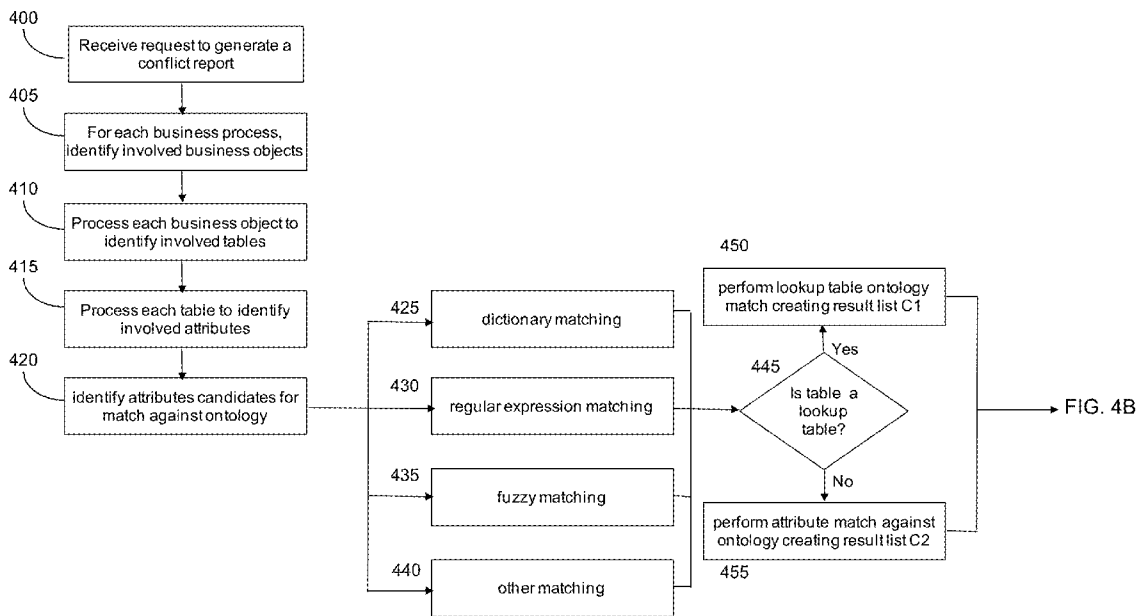 400
Receive request to generate a
conflict report
405
For each business process,
identify involved business objects
410
Process each business object to
identify involved tables
415
Process each table to identify
involved attributes
420
identify attributes candidates for
match against ontology
425
dictionary matching
430
regular expression matching
435
fuzzy matching
440
other matching
450
perform lookup table ontology
match creating result list C1
Yes
445
Is table a
lookup
table?
No
perform attribute match against
ontology creating result list C2
455
FIG. 4B